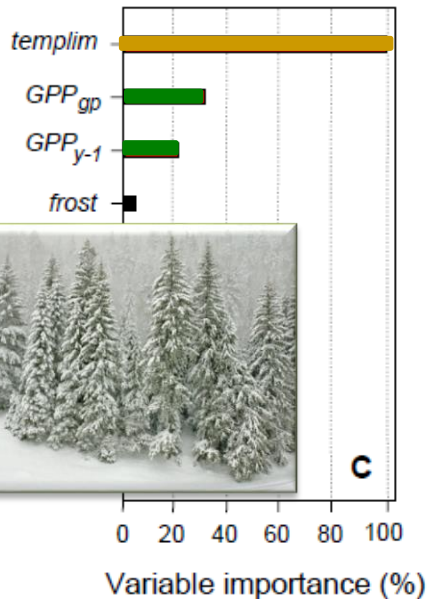 templim
GPPgp
GPPy-1
frost
C
0 20 40 60 80 100
Variable importance (%)